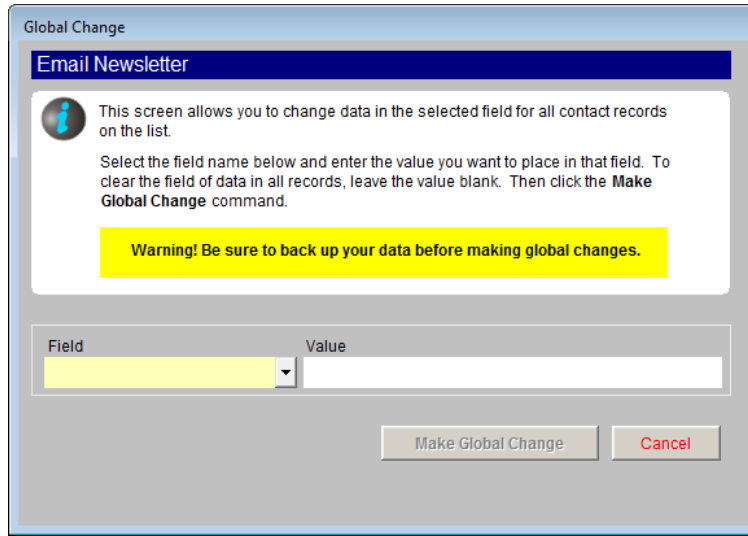 Global Change
Email Newsletter
This screen allows you to change data in the selected field for all contact records
on the list.
Select the field name below and enter the value you want to place in that field. To
clear the field of data in all records, leave the value blank. Then click the Make
Global Change command.
Warning! Be sure to back up your data before making global changes.
Field
Value
Make Global Change
Cancel